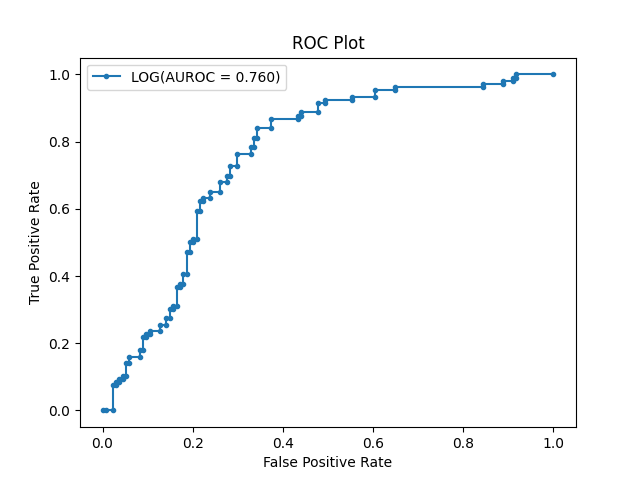 ROC Plot
LOG(AUROC = 0.760)
1.0
0.8
0.6
0.4
0.2
0.0
True Positive Rate
0.0 0.2 0.4 0.6 0.8 1.0
False Positive Rate